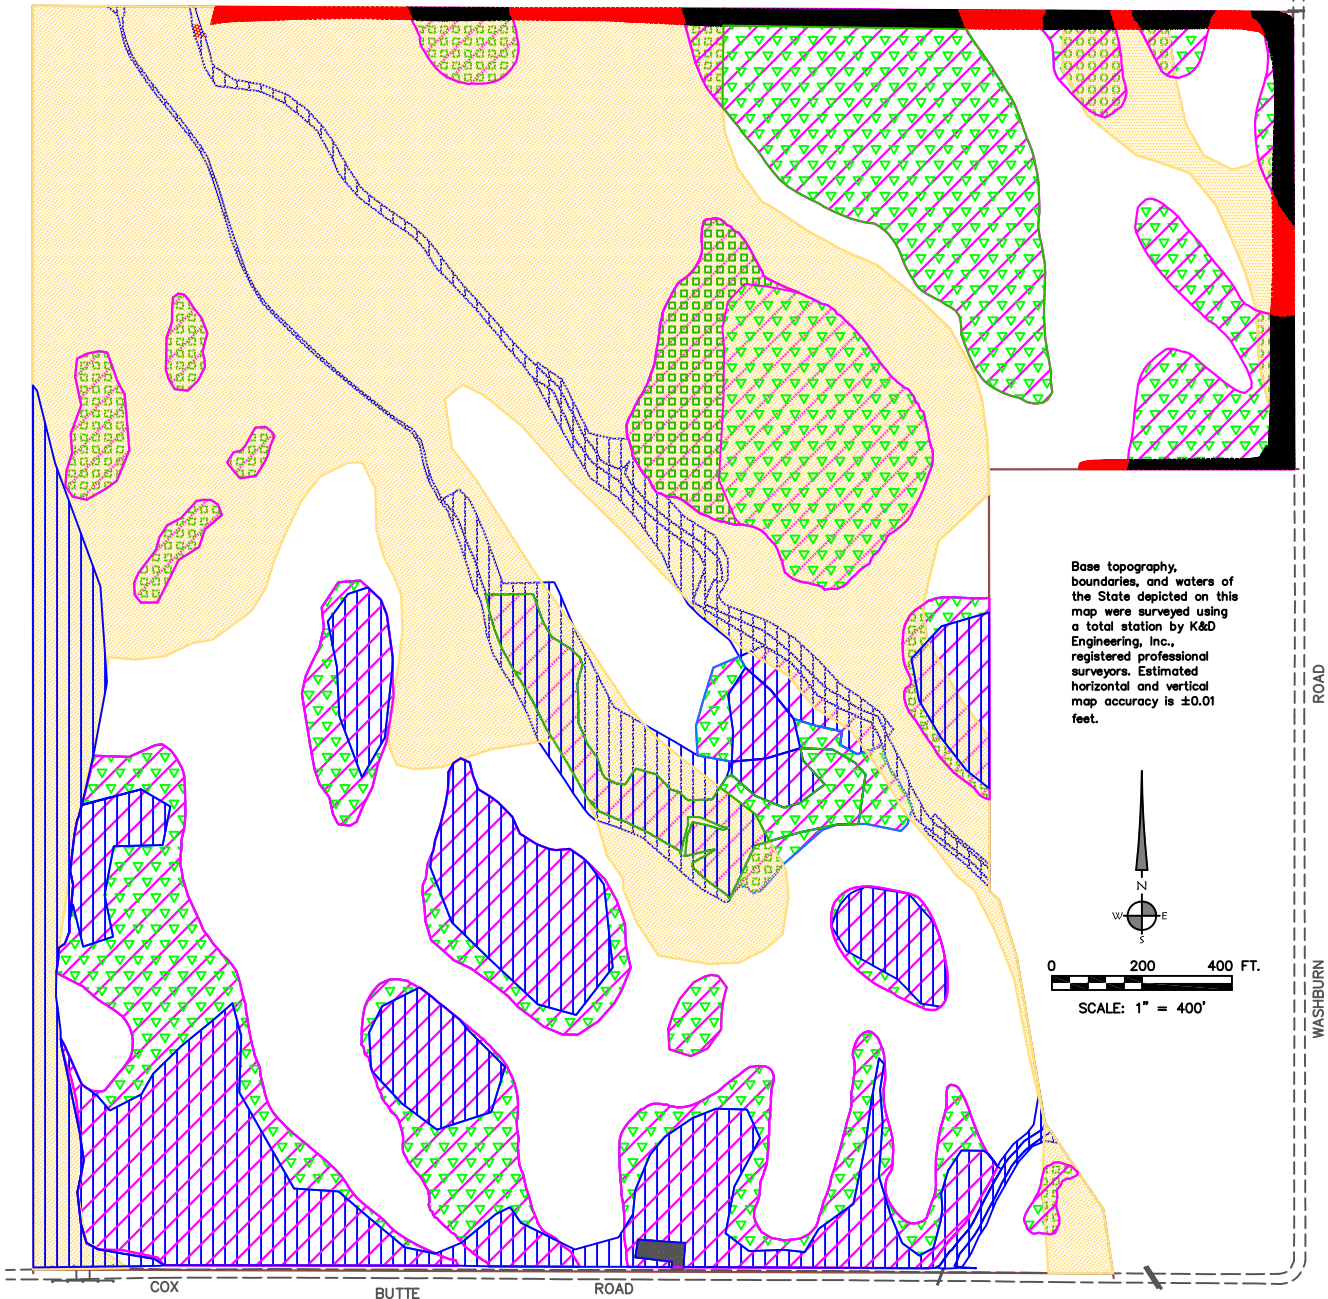 Base topography,
boundaries, and waters of
the State depicted on this
map were surveyed using
a total station by K&D
Engineering, Inc.,
registered professional
surveyors. Estimated
horizontal and vertical
map accuracy is ±0.01
feet.
ROAD
WASHBURN
N
W E
S
0 200 400 FT.
SCALE: 1" = 400'
COX BUTTE ROAD